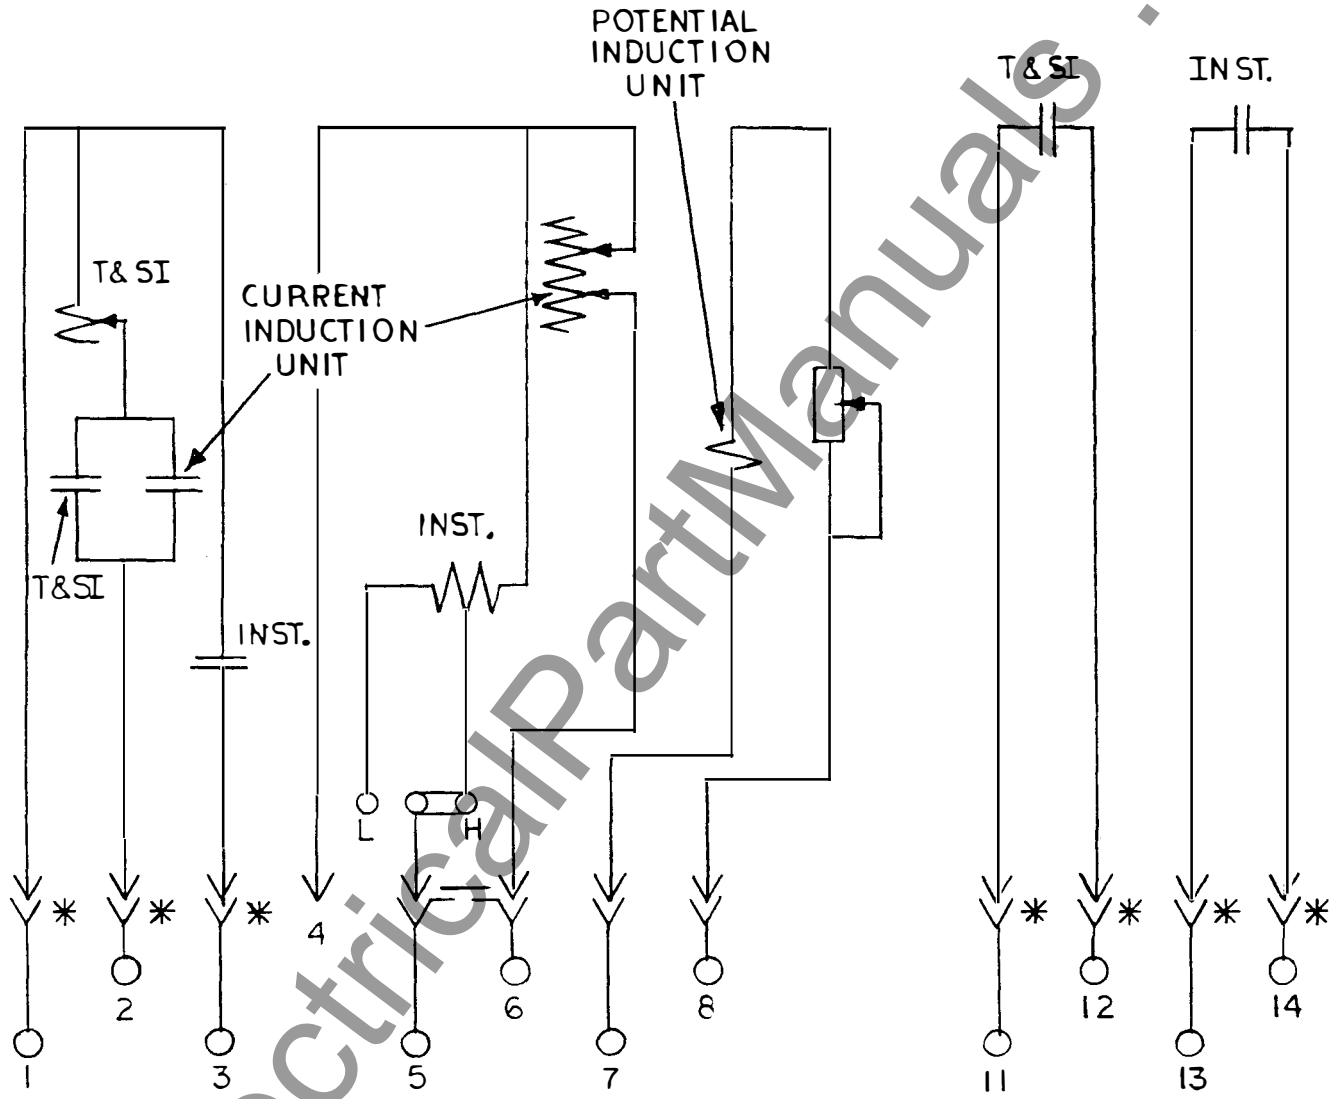 POTENTIAL
INDUCTION
UNIT
T & SI
INST.
T & SI
CURRENT
INDUCTION
UNIT
INST.
T&SI
INST.
L
H
*
*
*
*
*
*
*
4
2
6
8
12
14
1
3
5
7
11
13
ectricalPartManuals .